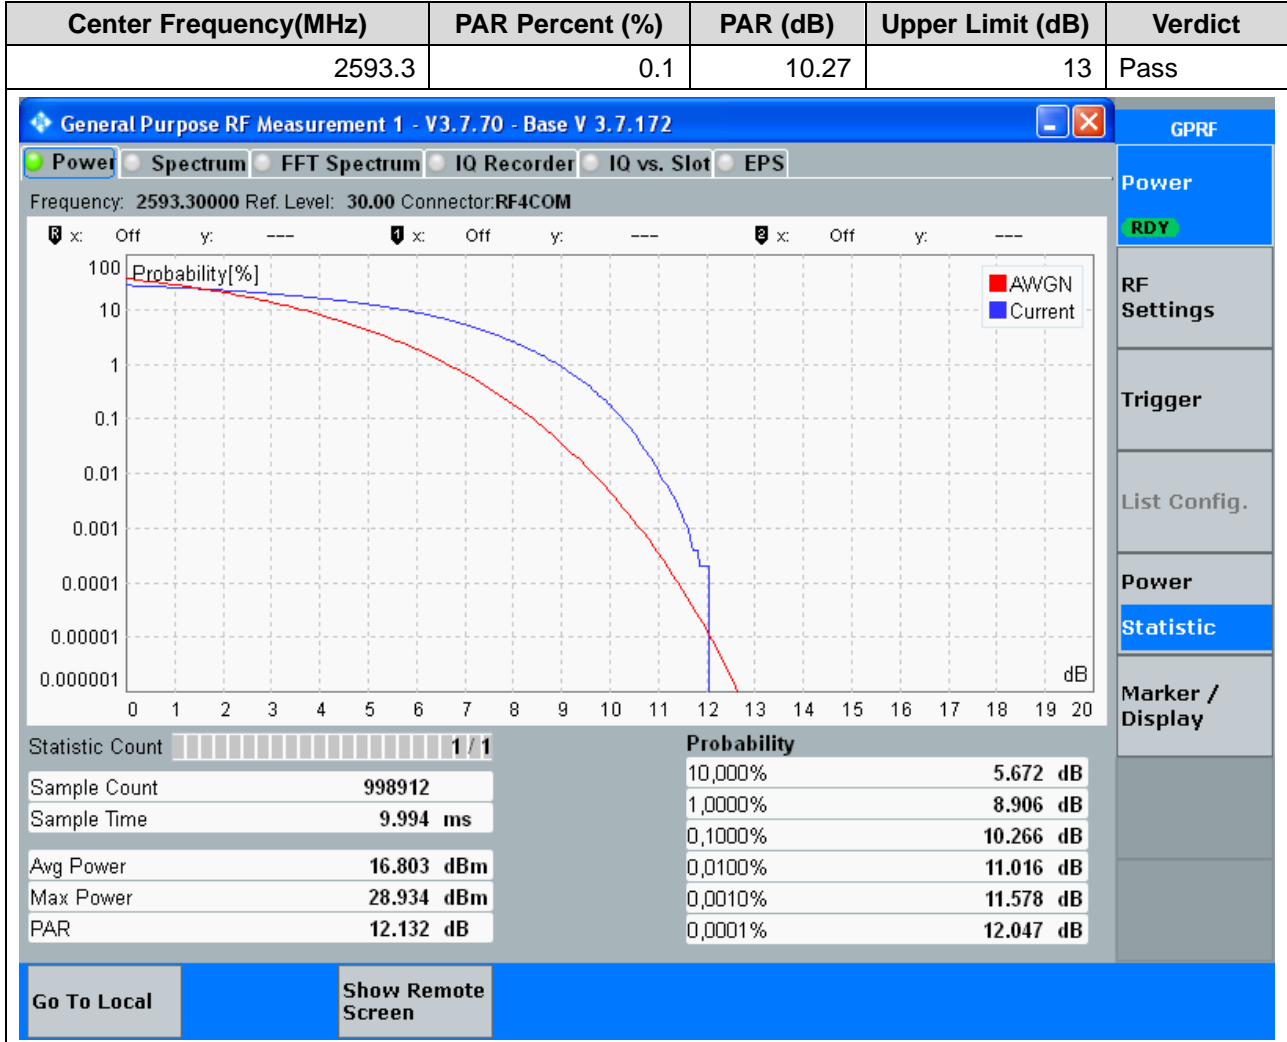 Center Frequency(MHz) PAR Percent (%) PAR (dB) Upper Limit (dB) Verdict
2593.3 0.1 10.27 13 Pass
General Purpose RF Measurement 1 - V3.7.70 - Base V 3.7.172
GPRF
Power Spectrum FFT Spectrum IQ Recorder IQ vs. Slot EPS
Power
RDY
Frequency: 2593.30000 Ref. Level: 30.00 Connector:RF4COM
R x: Off y: --- 1 x: Off y: --- 2 x: Off y: ---
Probability[%]
AWGN
Current
100
10
1
0.1
0.01
0.001
0.0001
0.00001
0.000001
dB
0 1 2 3 4 5 6 7 8 9 10 11 12 13 14 15 16 17 18 19 20
RF
Settings
Trigger
List Config.
Power
Statistic
Marker /
Display
Statistic Count 1 / 1
Sample Count 998912
Sample Time 9.994 ms
Avg Power 16.803 dBm
Max Power 28.934 dBm
PAR 12.132 dB
Probability
10,000% 5.672 dB
1,0000% 8.906 dB
0,1000% 10.266 dB
0,0100% 11.016 dB
0,0010% 11.578 dB
0,0001% 12.047 dB
Go To Local
Show Remote
Screen